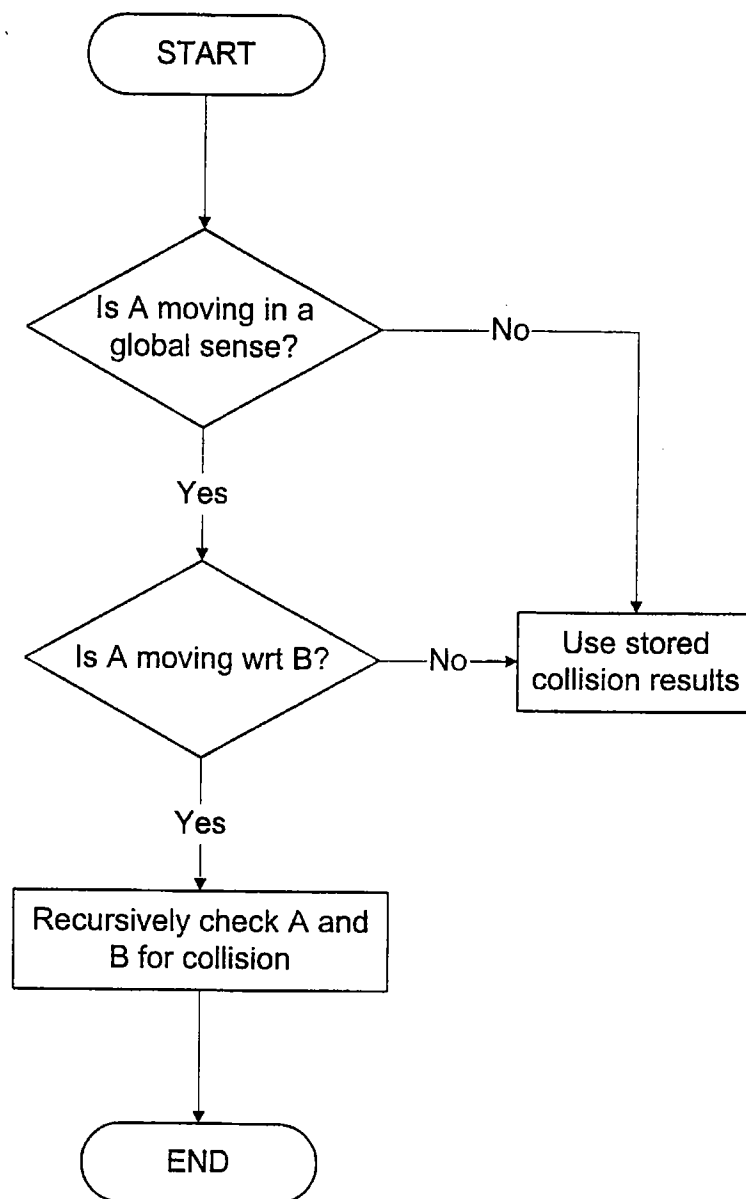 START
Is A moving in a
global sense?
No
Yes
Is A moving wrt B?
No
Use stored
collision results
Yes
Recursively check A and
B for collision
END